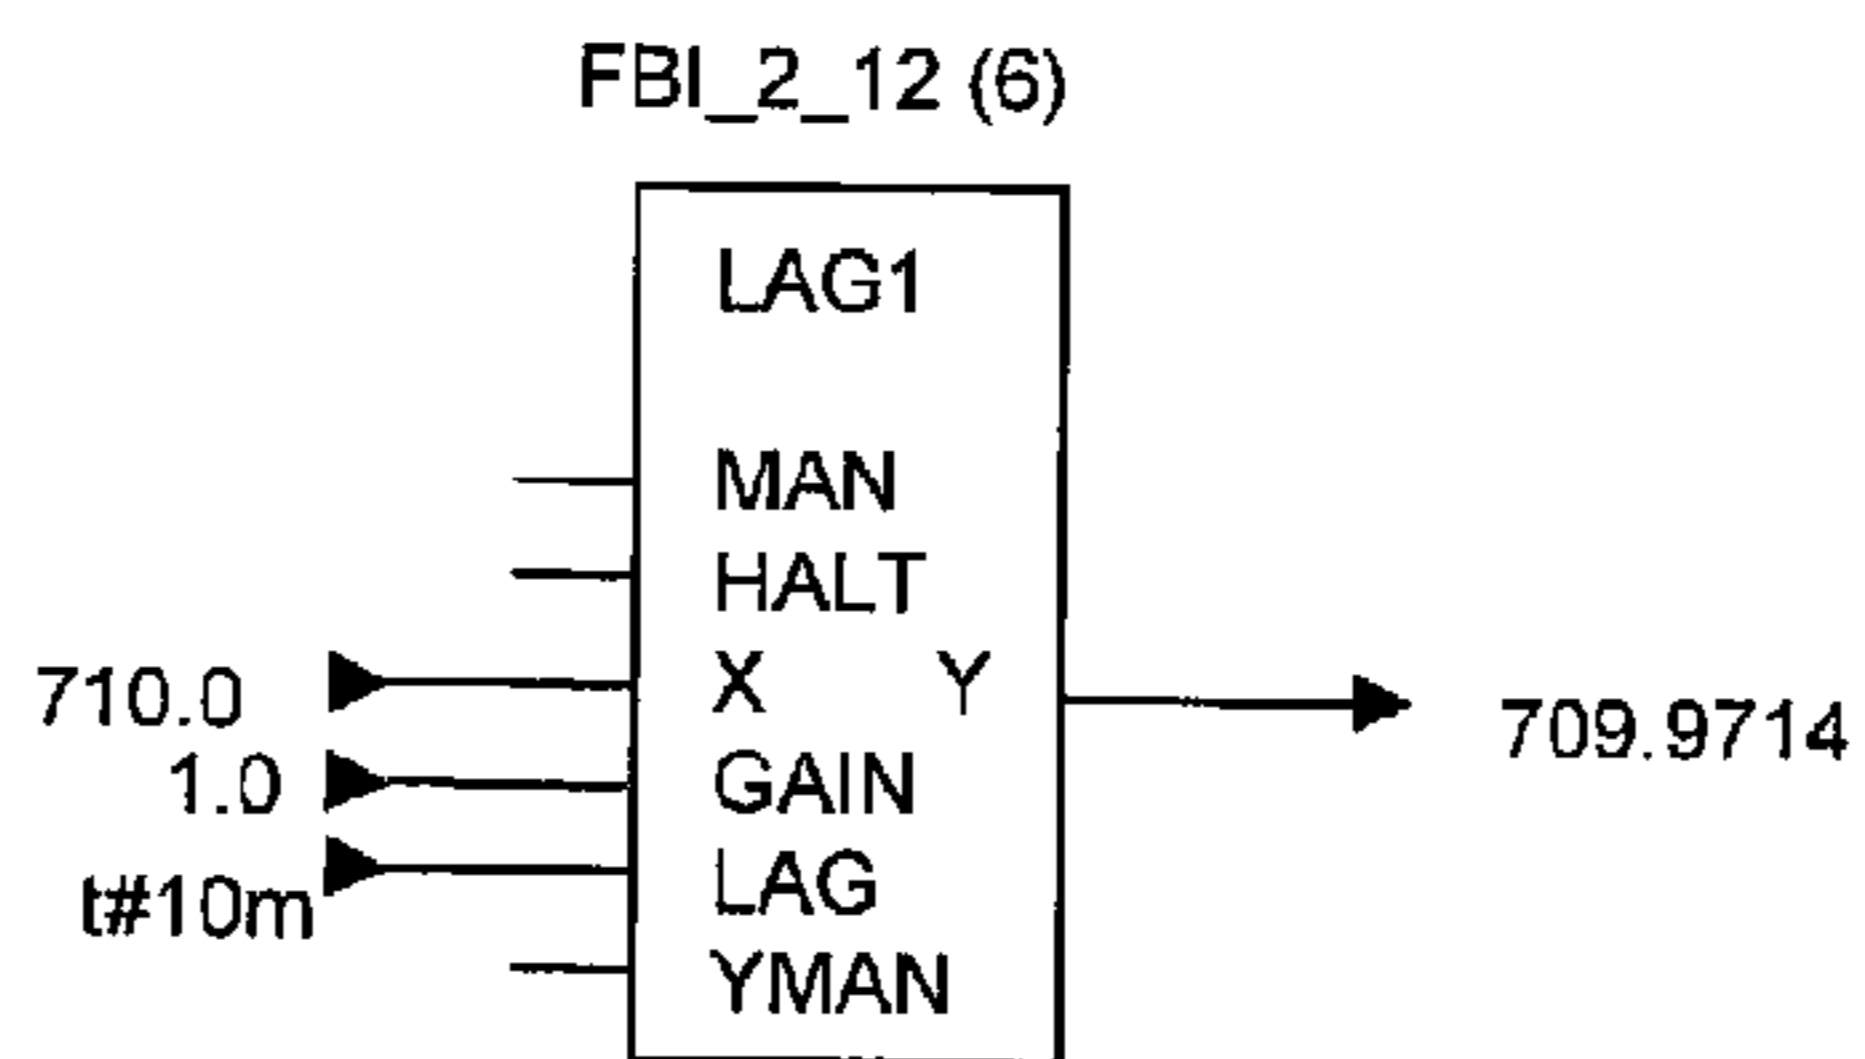 FBI_2_12 (6)
LAG1
MAN
HALT
710.0 X Y 709.9714
1.0 GAIN
t#10m LAG
YMAN